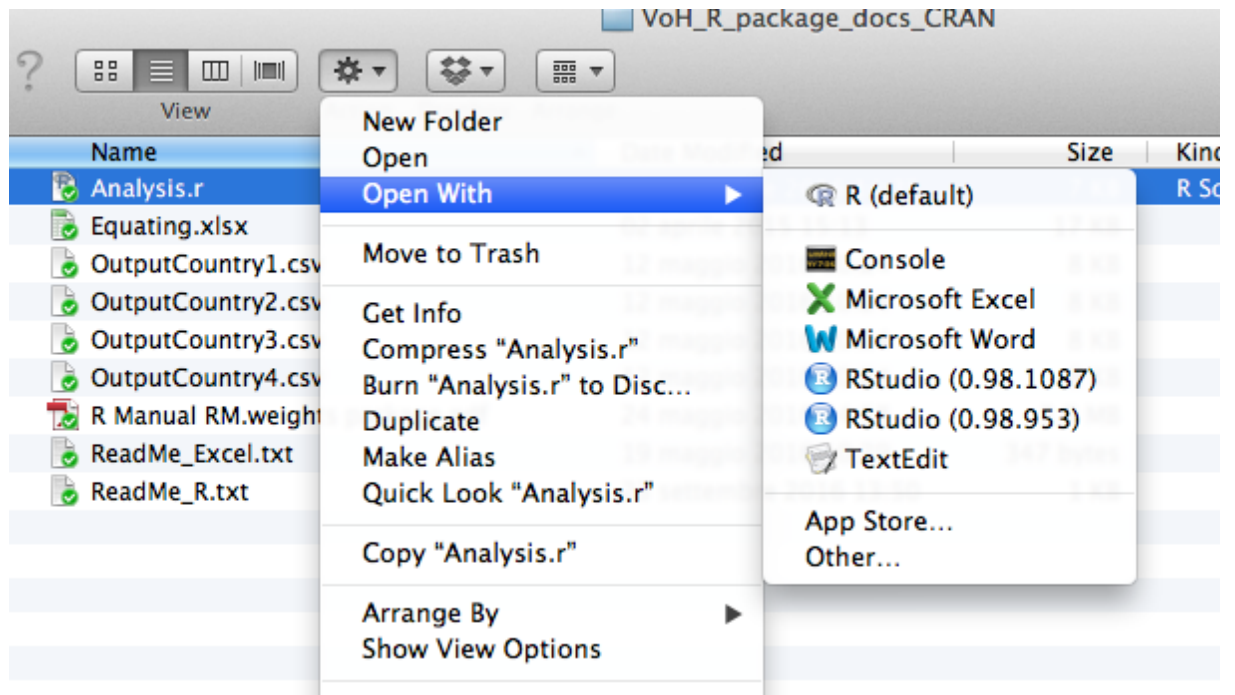 VoH_R_package_docs_CRAN
?
View
New Folder
Open
Open With
Move to Trash
Get Info
Compress “Analysis.r”
Burn “Analysis.r” to Disc...
Duplicate
Make Alias
Quick Look “Analysis.r”
Copy “Analysis.r”
Arrange By
Show View Options
Name
Size
Analysis.r
Equating.xlsx
OutputCountry1.csv
OutputCountry2.csv
OutputCountry3.csv
OutputCountry4.csv
R Manual RM.weight
ReadMe_Excel.txt
ReadMe_R.txt
R (default)
Console
Microsoft Excel
Microsoft Word
RStudio (0.98.1087)
RStudio (0.98.953)
TextEdit
App Store...
Other...